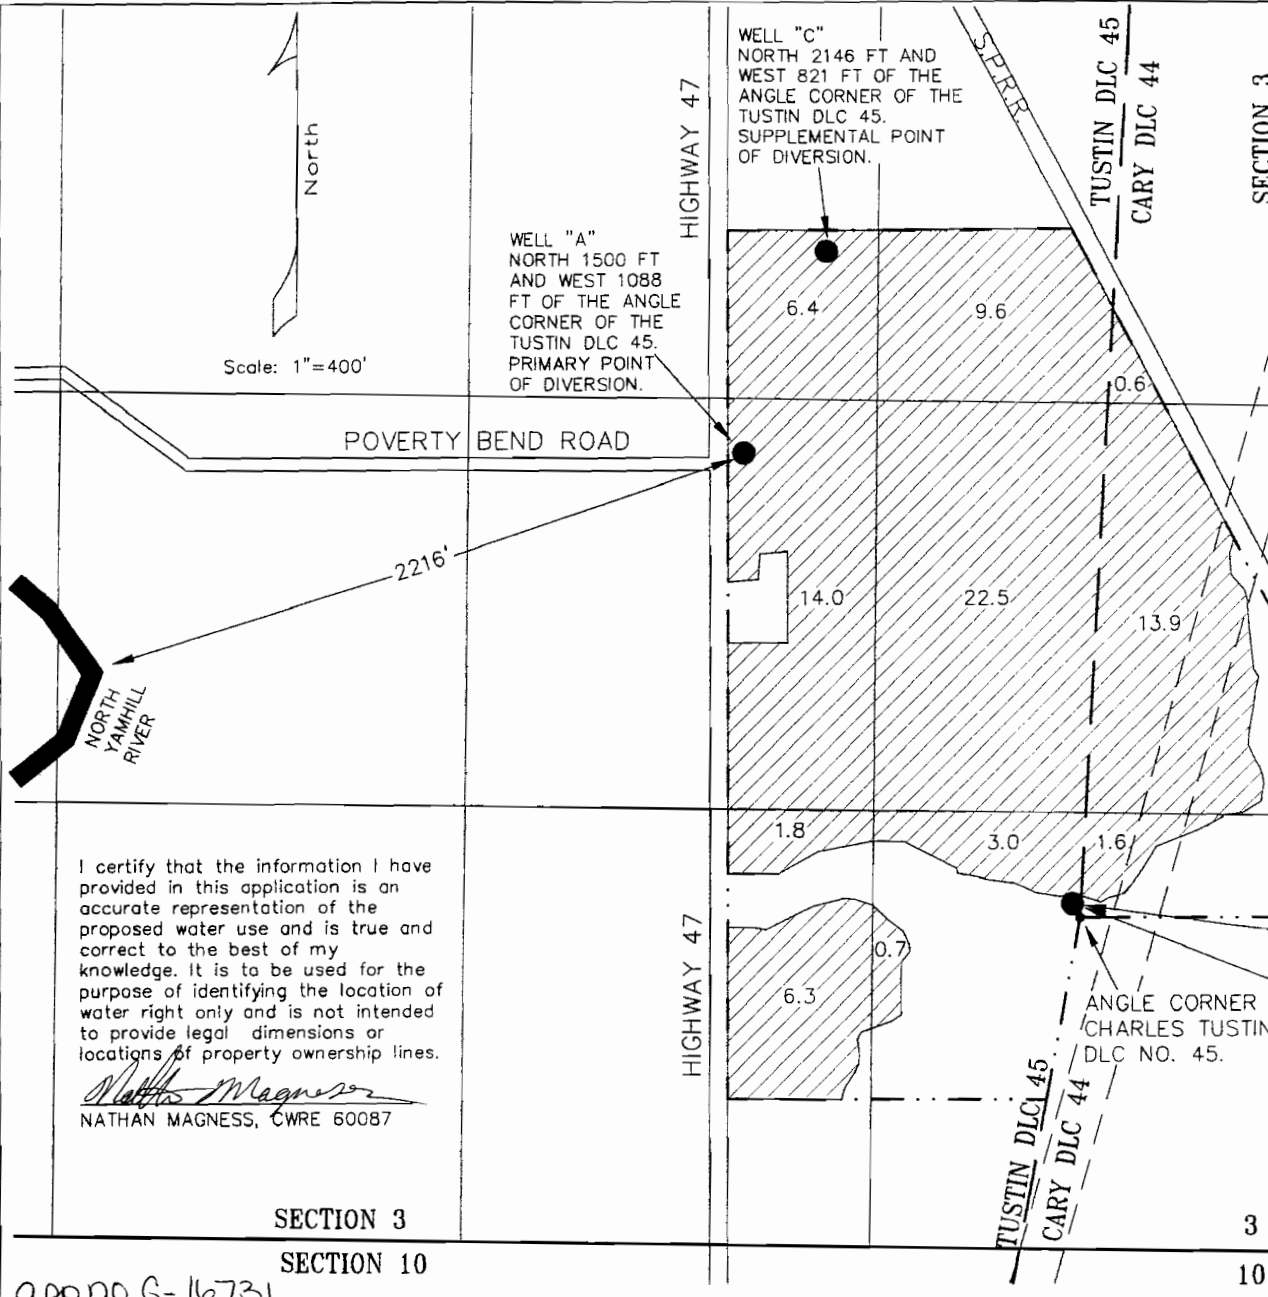 WELL "C"
NORTH 2146 FT AND
WEST 821 FT OF THE
ANGLE CORNER OF THE
TUSTIN DLC 45.
SUPPLEMENTAL POINT
OF DIVERSION.
S.P.R.R.
TUSTIN DLC 45
CARY DLC 44
SECTION 3
HIGHWAY 47
North
Scale: 1"=400'
WELL "A"
NORTH 1500 FT
AND WEST 1088
FT OF THE ANGLE
CORNER OF THE
TUSTIN DLC 45.
PRIMARY POINT
OF DIVERSION.
6.4
9.6
0.6
POVERTY BEND ROAD
2216'
14.0
22.5
13.9
NORTH
YAMHILL
RIVER
1.8
3.0
1.6
I certify that the information I have
provided in this application is an
accurate representation of the
proposed water use and is true and
correct to the best of my
knowledge. It is to be used for the
purpose of identifying the location of
water right only and is not intended
to provide legal dimensions or
locations of property ownership lines.
Nathan Magness
NATHAN MAGNESS, CWRE 60087
HIGHWAY 47
0.7
6.3
ANGLE CORNER
CHARLES TUSTIN
DLC NO. 45.
TUSTIN DLC 45
CARY DLC 44
SECTION 3
3
SECTION 10
10
G-16731